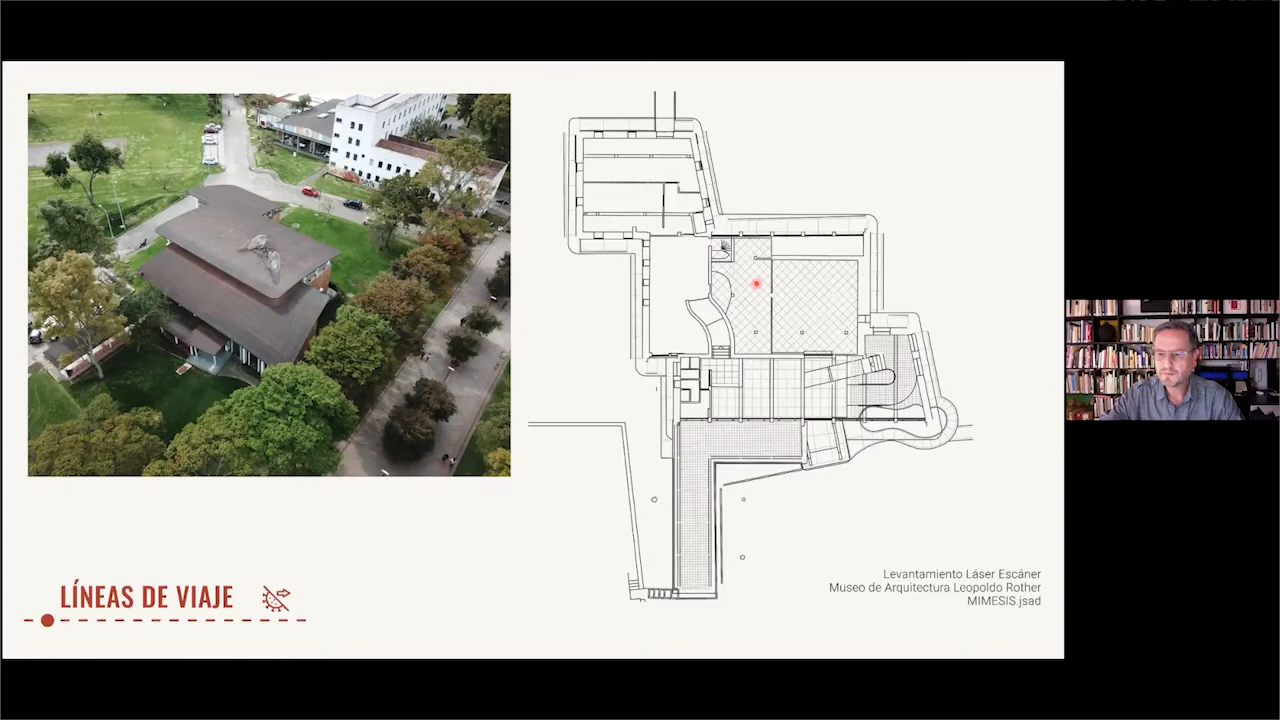 LÍNEAS DE VIAJE
Levantamiento Láser Escáner
Museo de Arquitectura Leopoldo Rother
MIMESIS.jsad